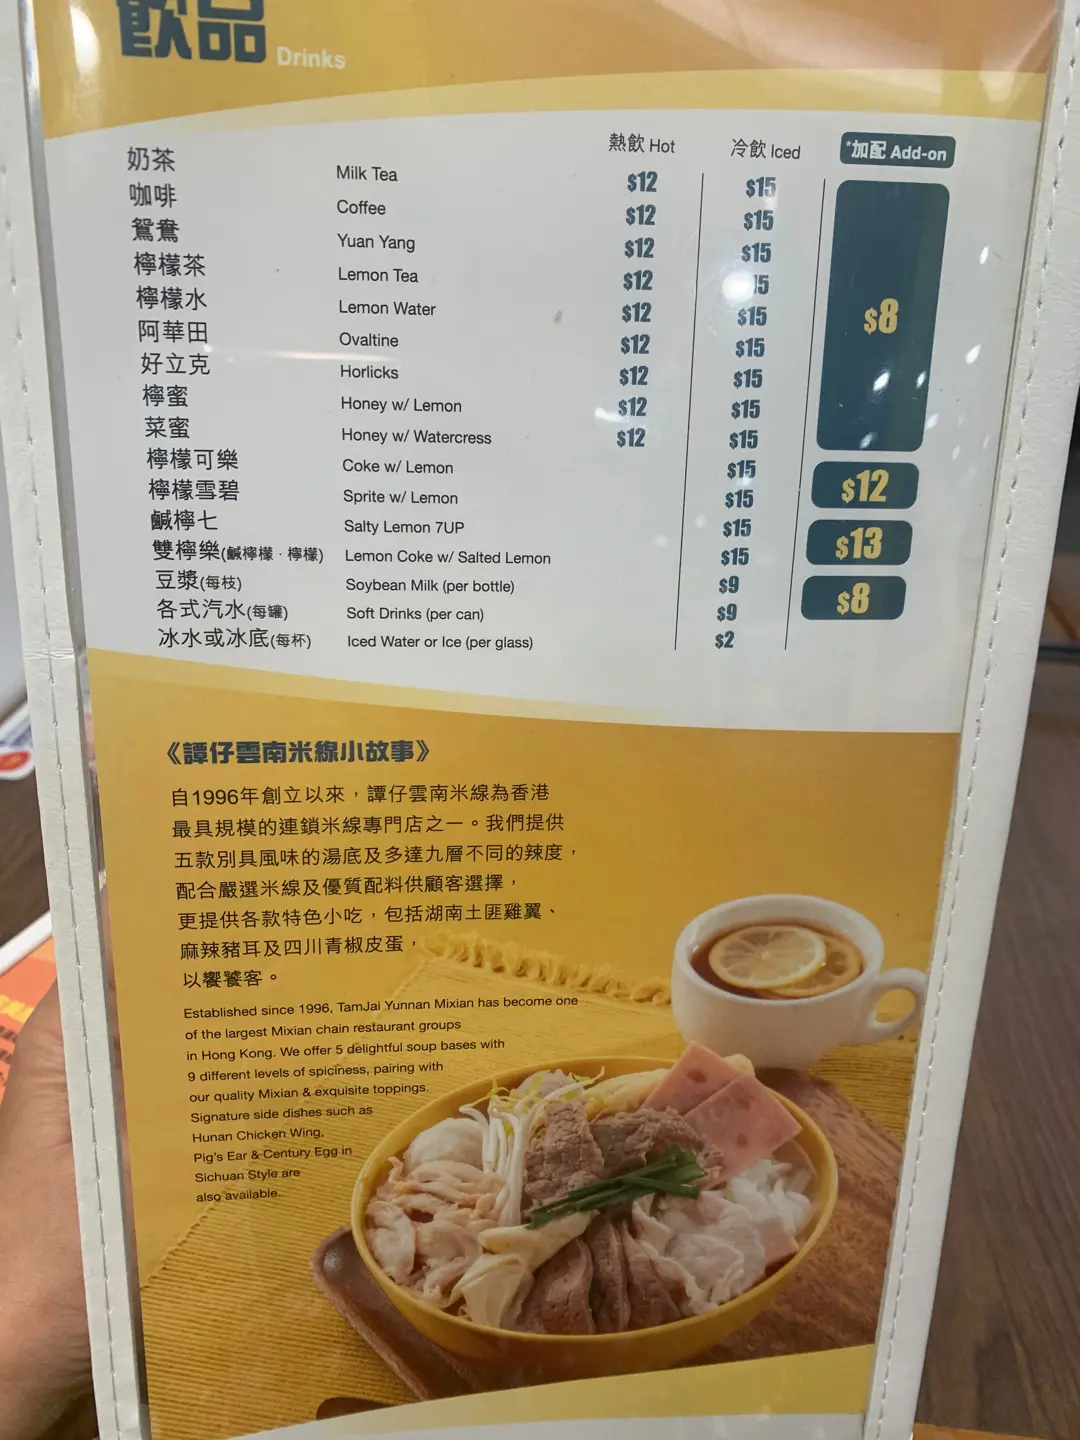 飲品 Drinks
熱飲 Hot 冷飲 Iced *加配 Add-on
奶茶 Milk Tea $12 $15
咖啡 Coffee $12 $15
鴛鴦 Yuan Yang $12 $15
檸檬茶 Lemon Tea $12 15
檸檬水 Lemon Water $12 $15
阿華田 Ovaltine $12 $15
好立克 Horlicks $12 $15
檸蜜 Honey w/ Lemon $12 $15
菜蜜 Honey w/ Watercress $12 $15
$8
檸檬可樂 Coke w/ Lemon $15
檸檬雪碧 Sprite w/ Lemon $15
$12
鹹檸七 Salty Lemon 7UP $15
雙檸樂(鹹檸檬·檸檬) Lemon Coke w/ Salted Lemon $15
$13
豆漿(每枝) Soybean Milk (per bottle) $9
各式汽水(每罐) Soft Drinks (per can) $9
$8
冰水或冰底(每杯) Iced Water or Ice (per glass) $2
《譚仔雲南米線小故事》
自1996年創立以來，譚仔雲南米線為香港
最具規模的連鎖米線專門店之一。我們提供
五款別具風味的湯底及多達九層不同的辣度，
配合嚴選米線及優質配料供顧客選擇，
更提供各款特色小吃，包括湖南土匪雞翼、
麻辣豬耳及四川青椒皮蛋，
以饗饕客。
Established since 1996, TamJai Yunnan Mixian has become one
of the largest Mixian chain restaurant groups
in Hong Kong. We offer 5 delightful soup bases with
9 different levels of spiciness, pairing with
our quality Mixian & exquisite toppings.
Signature side dishes such as
Hunan Chicken Wing,
Pig's Ear & Century Egg in
Sichuan Style are
also available.